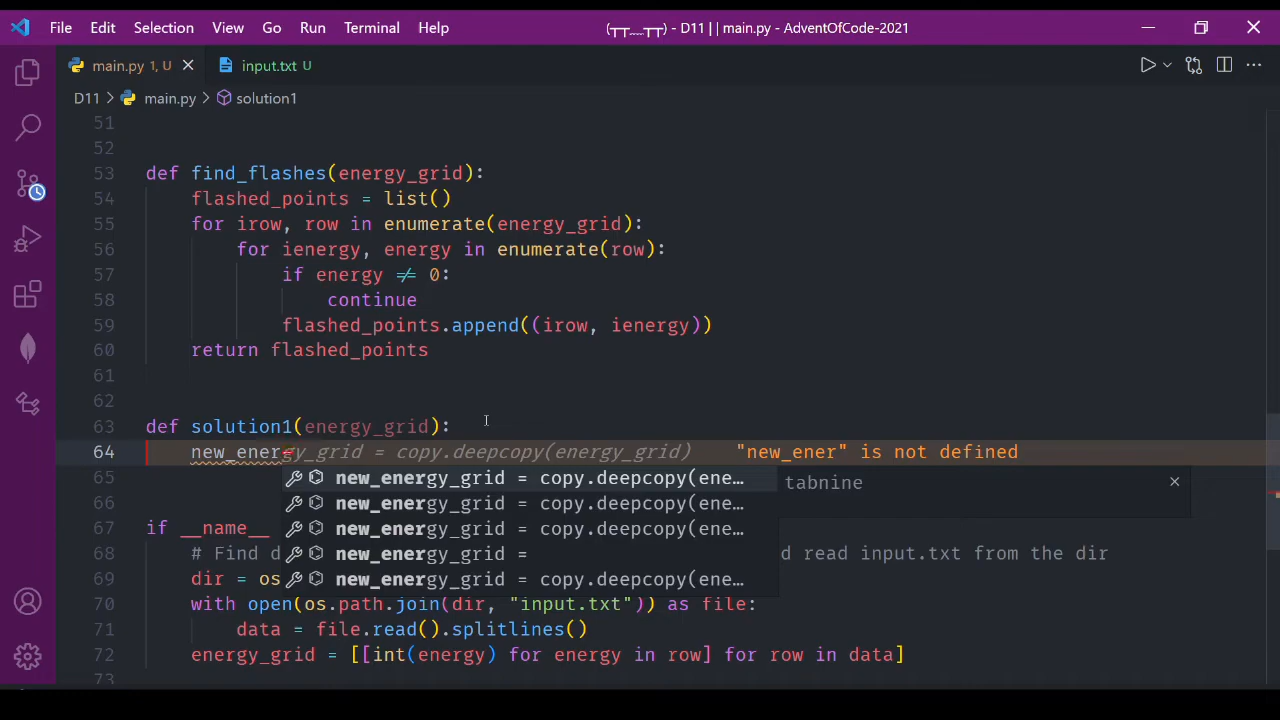 File Edit Selection View Go Run Terminal Help (┬┬﹏┬┬) - D11 | | main.py - AdventOfCode-2021
main.py 1, U input.txt U
D11 > main.py > solution1
51
52
53 def find_flashes(energy_grid):
54 flashed_points = list()
55 for irow, row in enumerate(energy_grid):
56 for ienergy, energy in enumerate(row):
57 if energy ≠ 0:
58 continue
59 flashed_points.append((irow, ienergy))
60 return flashed_points
61
62
63 def solution1(energy_grid):
64 new_energy_grid = copy.deepcopy(energy_grid) "new_ener" is not defined
65 new_energy_grid = copy.deepcopy(ene… tabnine
new_energy_grid = copy.deepcopy(ene…
66 new_energy_grid = copy.deepcopy(ene…
67 if __name__
new_energy_grid =
68 # Find d d read input.txt from the dir
new_energy_grid = copy.deepcopy(ene…
69 dir = os
70 with open(os.path.join(dir, "input.txt")) as file:
71 data = file.read().splitlines()
72 energy_grid = [[int(energy) for energy in row] for row in data]
73